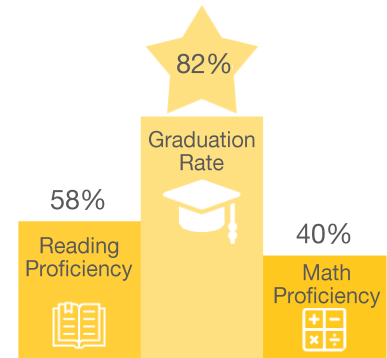 82%
Graduation
Rate
58%
Reading
Proficiency
40%
Math
Proficiency